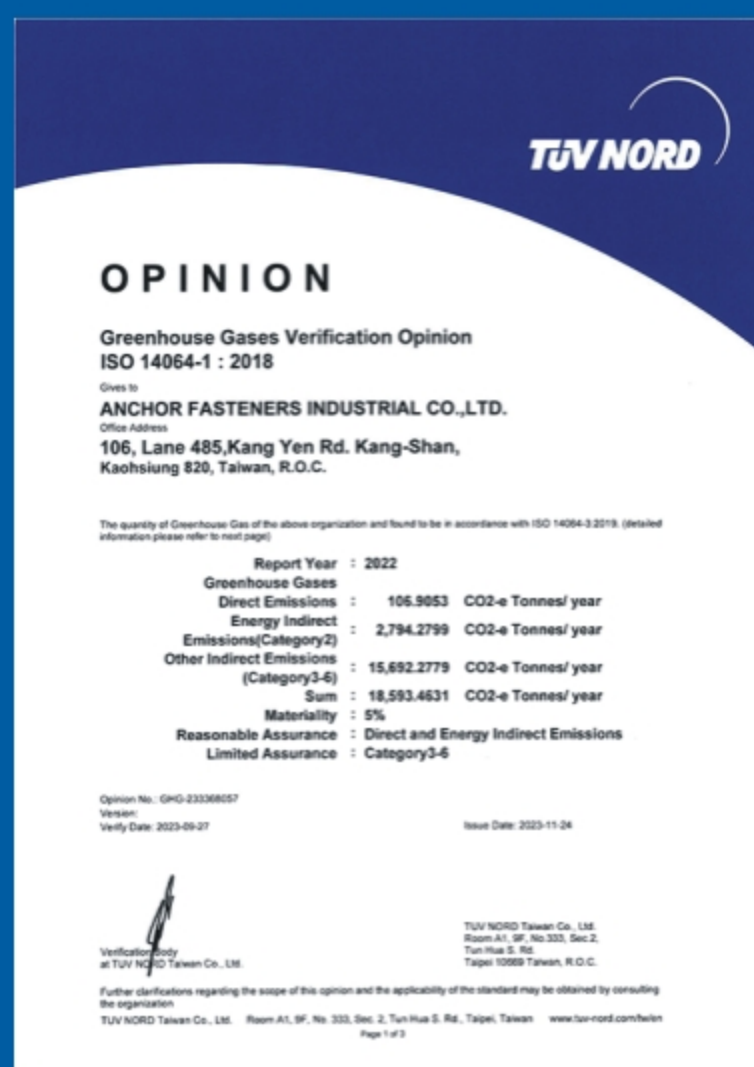 TÜV NORD
OPINION
Greenhouse Gases Verification Opinion
ISO 14064-1 : 2018
Gives to
ANCHOR FASTENERS INDUSTRIAL CO.,LTD.
Office Address
106, Lane 485,Kang Yen Rd. Kang-Shan,
Kaohsiung 820, Taiwan, R.O.C.
The quantity of Greenhouse Gas of the above organization and found to be in accordance with ISO 14064-3:2019. (detailed
information please refer to next page)
Report Year : 2022
Greenhouse Gases
Direct Emissions : 106.9053 CO2-e Tonnes/ year
Energy Indirect
Emissions(Category2) : 2,794.2799 CO2-e Tonnes/ year
Other Indirect Emissions
(Category3-6) : 15,692.2779 CO2-e Tonnes/ year
Sum : 18,593.4631 CO2-e Tonnes/ year
Materiality : 5%
Reasonable Assurance : Direct and Energy Indirect Emissions
Limited Assurance : Category3-6
Opinion No.: GHG-233368057
Version:
Verify Date: 2023-09-27
Issue Date: 2023-11-24
Verification Body
at TUV NORD Taiwan Co., Ltd.
TUV NORD Taiwan Co., Ltd.
Room A1, 9F, No.333, Sec.2,
Tun Hua S. Rd.
Taipei 10669 Taiwan, R.O.C.
Further clarifications regarding the scope of this opinion and the applicability of the standard may be obtained by consulting
the organization
TUV NORD Taiwan Co., Ltd. Room A1, 9F, No. 333, Sec. 2, Tun Hua S. Rd., Taipei, Taiwan www.tuv-nord.com/tw/en
Page 1 of 3